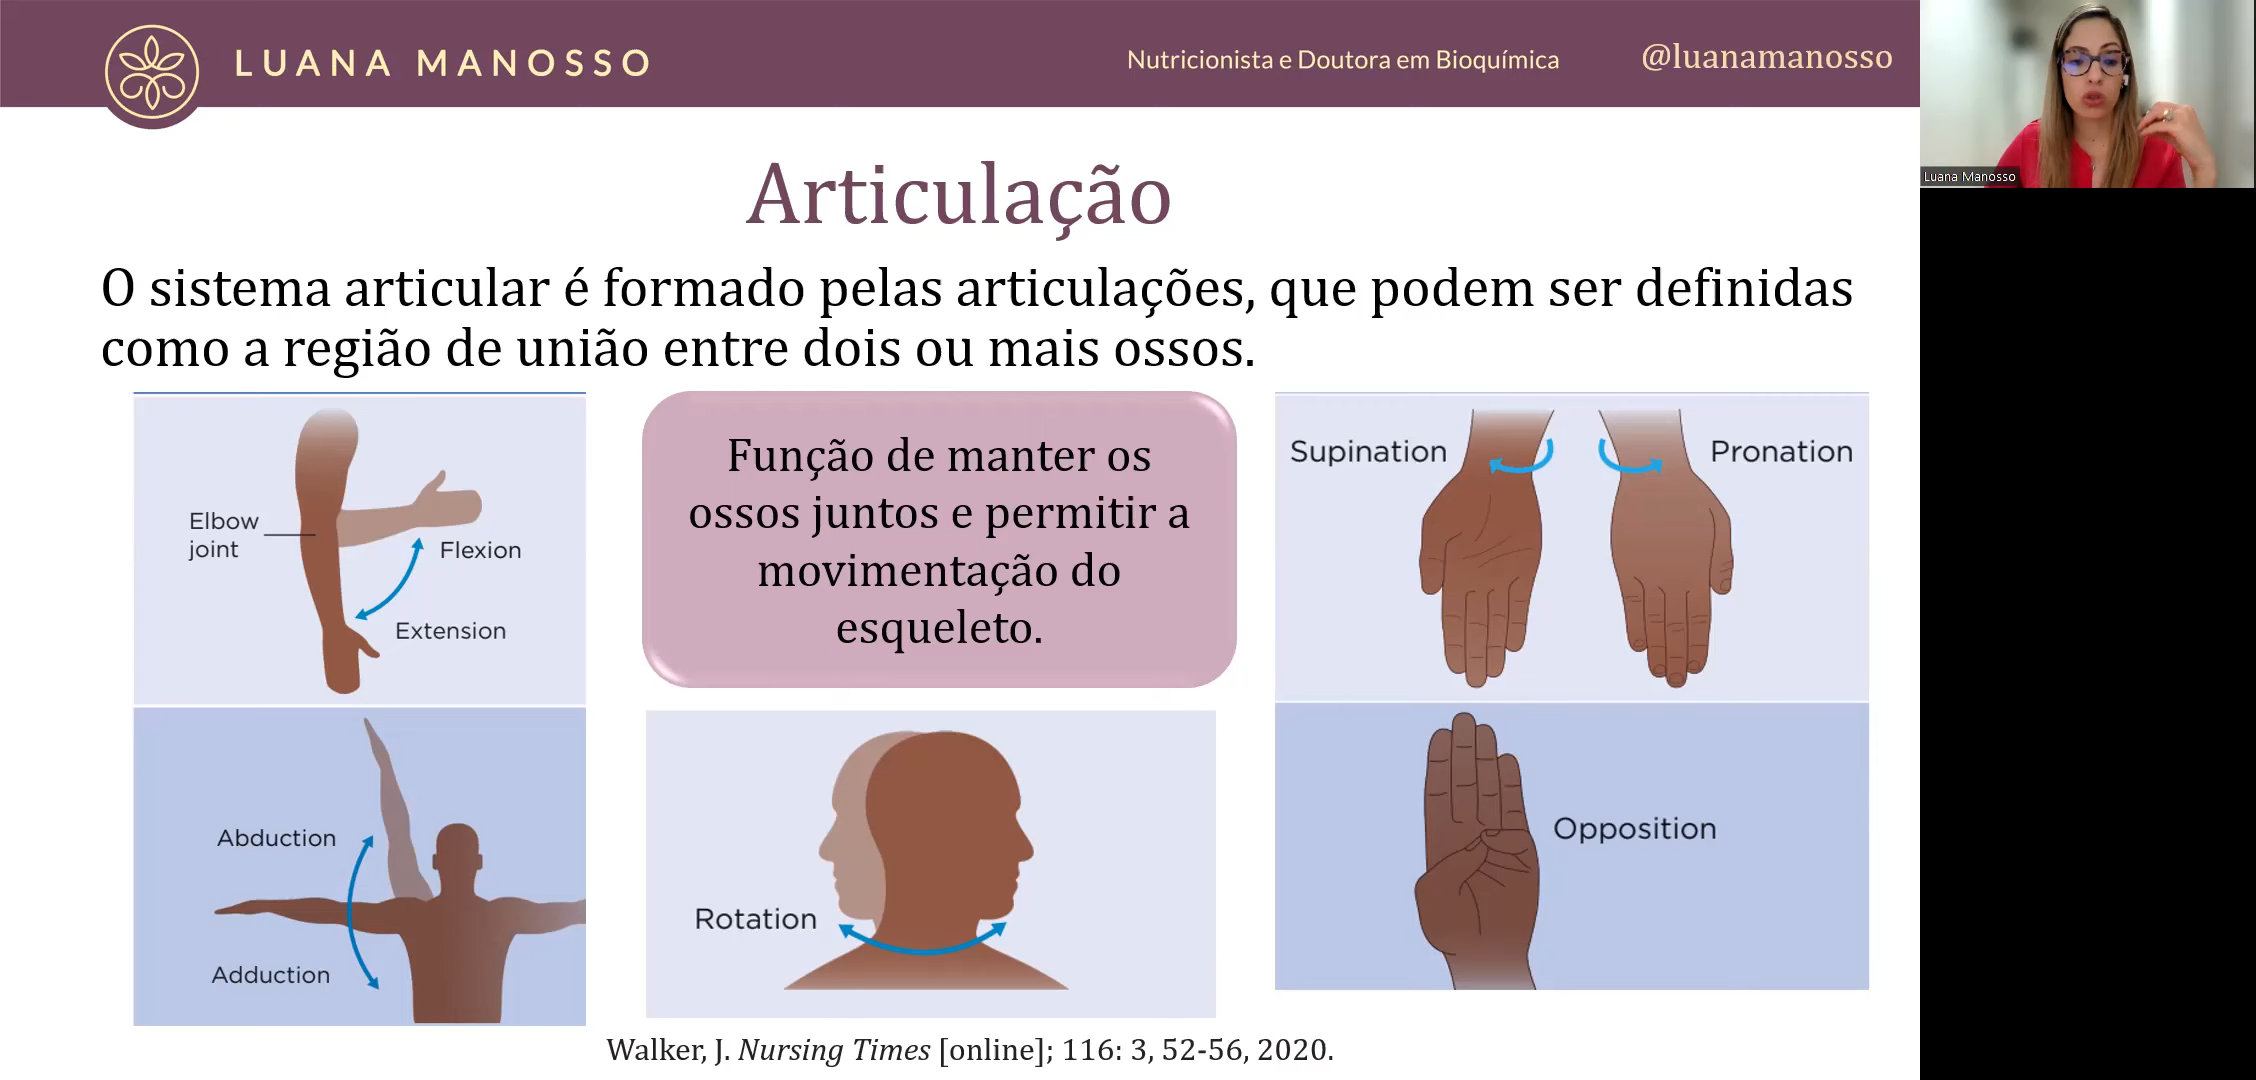 LUANA MANOSSO
Nutricionista e Doutora em Bioquímica
@luanamanosso
Luana Manosso
Articulação
O sistema articular é formado pelas articulações, que podem ser definidas
como a região de união entre dois ou mais ossos.
Elbow
joint
Flexion
Extension
Abduction
Adduction
Função de manter os
ossos juntos e permitir a
movimentação do
esqueleto.
Rotation
Supination
Pronation
Opposition
Walker, J. Nursing Times [online]; 116: 3, 52-56, 2020.